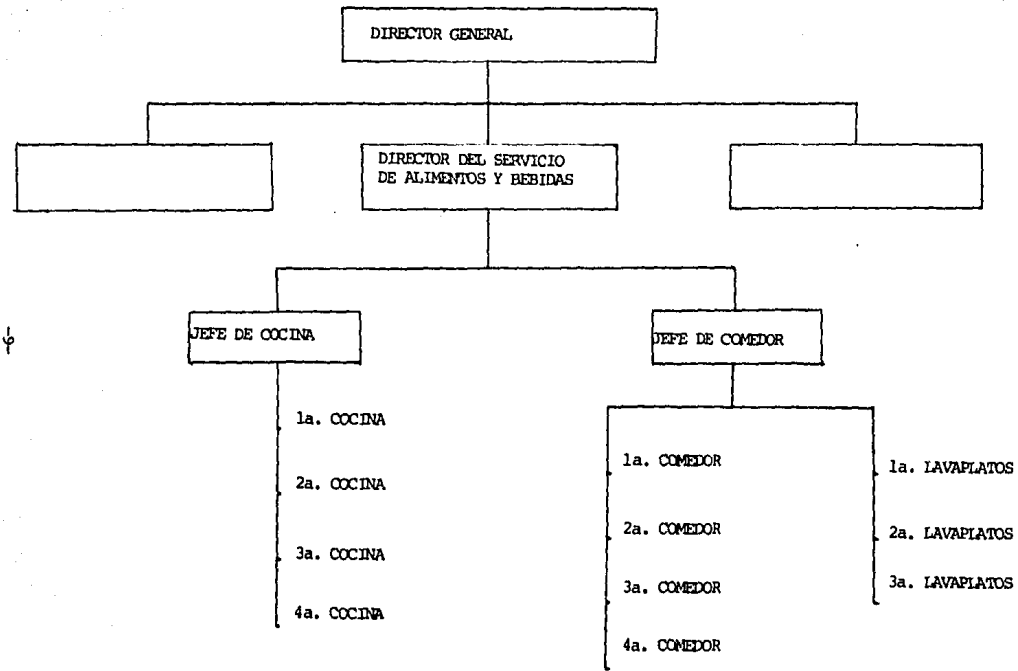 DIRECTOR GENERAL
DIRECTOR DEL SERVICIO
DE ALIMENTOS Y BEBIDAS
JEFE DE COCINA
JEFE DE COMEDOR
1a. COCINA
2a. COCINA
3a. COCINA
4a. COCINA
1a. COMEDOR
2a. COMEDOR
3a. COMEDOR
4a. COMEDOR
1a. LAVAPLATOS
2a. LAVAPLATOS
3a. LAVAPLATOS